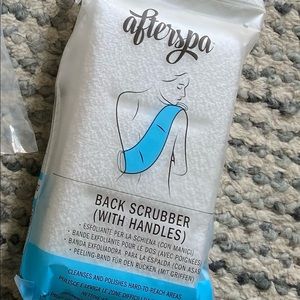 afterspa
BACK SCRUBBER
(WITH HANDLES)
ESFOLIANTE PER LA SCHIENA (CON MANICI)
• BANDE EXFOLIANTE POUR LE DOS (AVEC POIGNÉES)
• BANDA EXFOLIADORA PARA LA ESPALDA (CON ASAS)
• PEELING-BAND FÜR DEN RÜCKEN (MIT GRIFFEN)
CLEANSES AND POLISHES HARD-TO-REACH AREAS